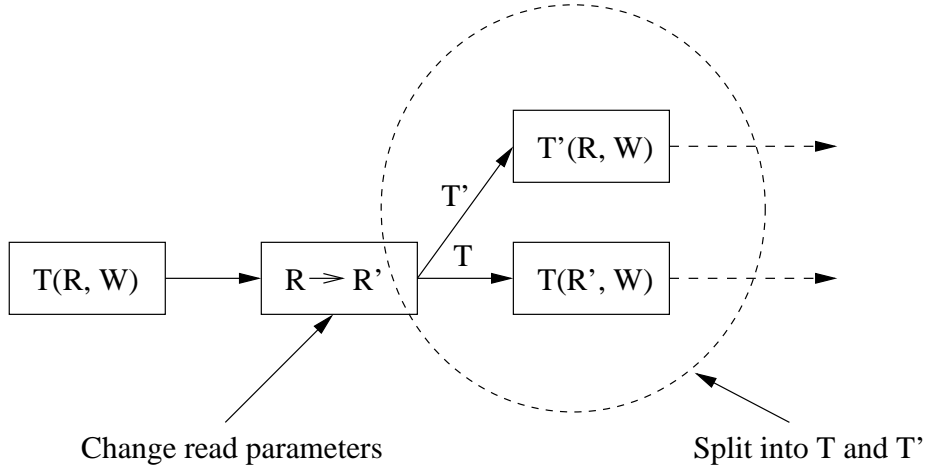 T'(R, W)
T'
T
T(R, W)
R → R'
T(R', W)
Change read parameters
Split into T and T'